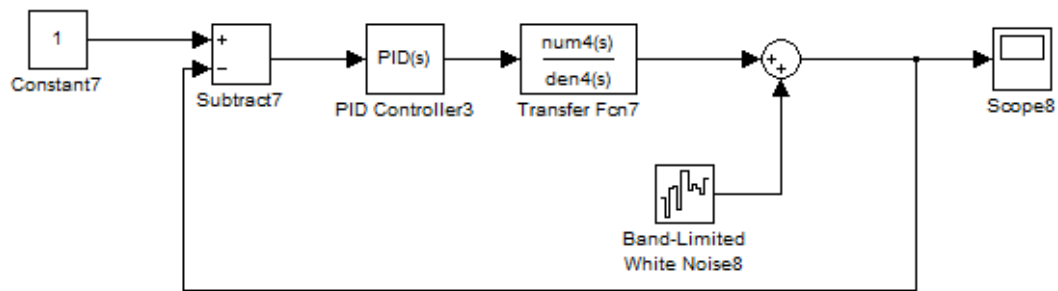 1
Constant7
+
−
Subtract7
PID(s)
PID Controller3
num4(s)
den4(s)
Transfer Fcn7
+
+
Scope8
Band-Limited
White Noise8